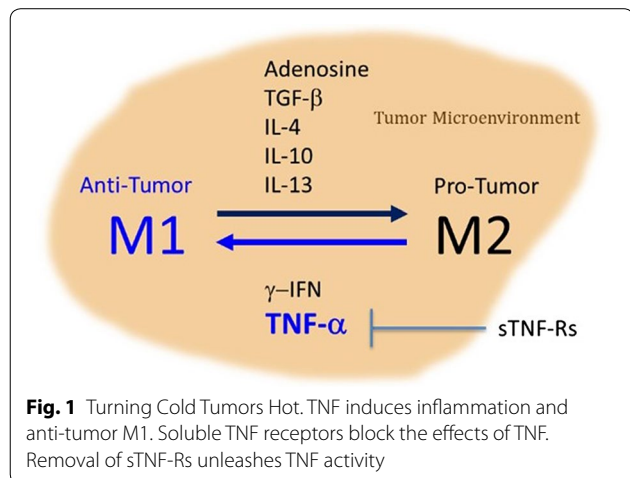 Adenosine
TGF-β
IL-4
IL-10
IL-13
Tumor Microenvironment
Anti-Tumor
Pro-Tumor
M1
M2
γ–IFN
TNF-α
sTNF-Rs
Fig. 1 Turning Cold Tumors Hot. TNF induces inflammation and
anti-tumor M1. Soluble TNF receptors block the effects of TNF.
Removal of sTNF-Rs unleashes TNF activity